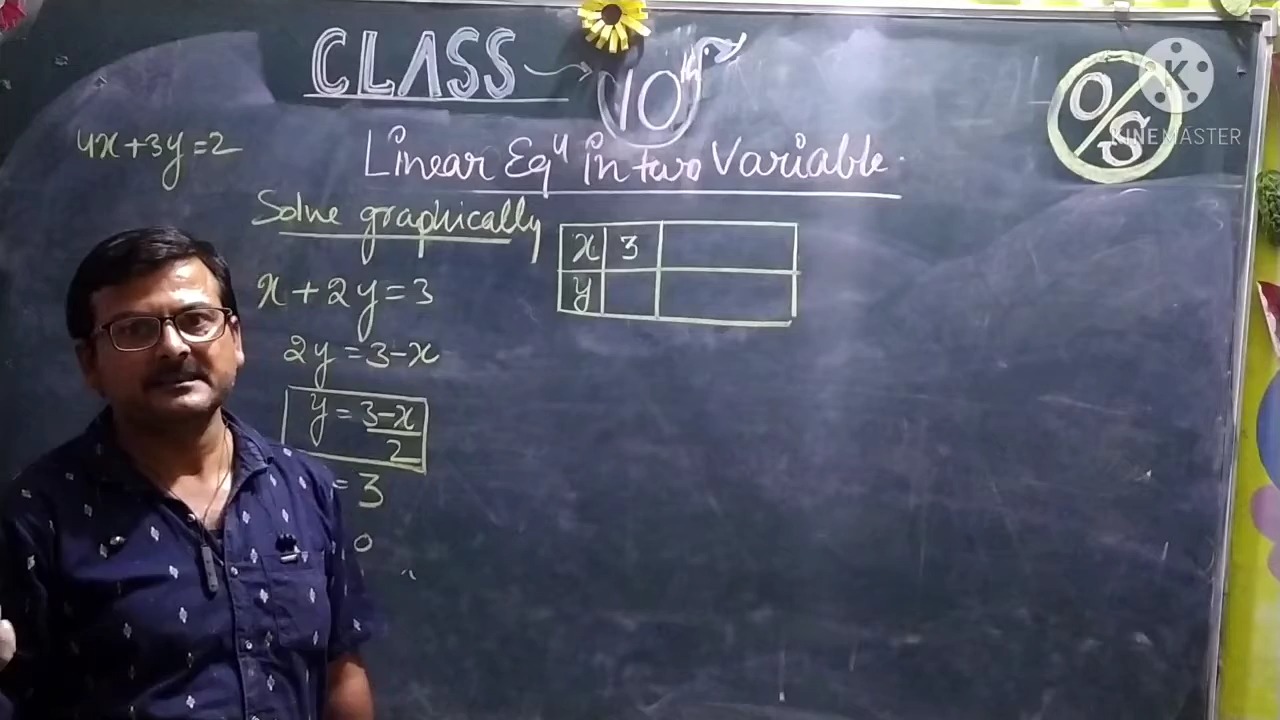 CLASS → 10th
4x+3y=2
Linear Eqn in two Variable.
Solve graphically
x 3
y
x+2y=3
2y=3-x
y = 3-x/2
= 3
0
O/S
K
KINEMASTER